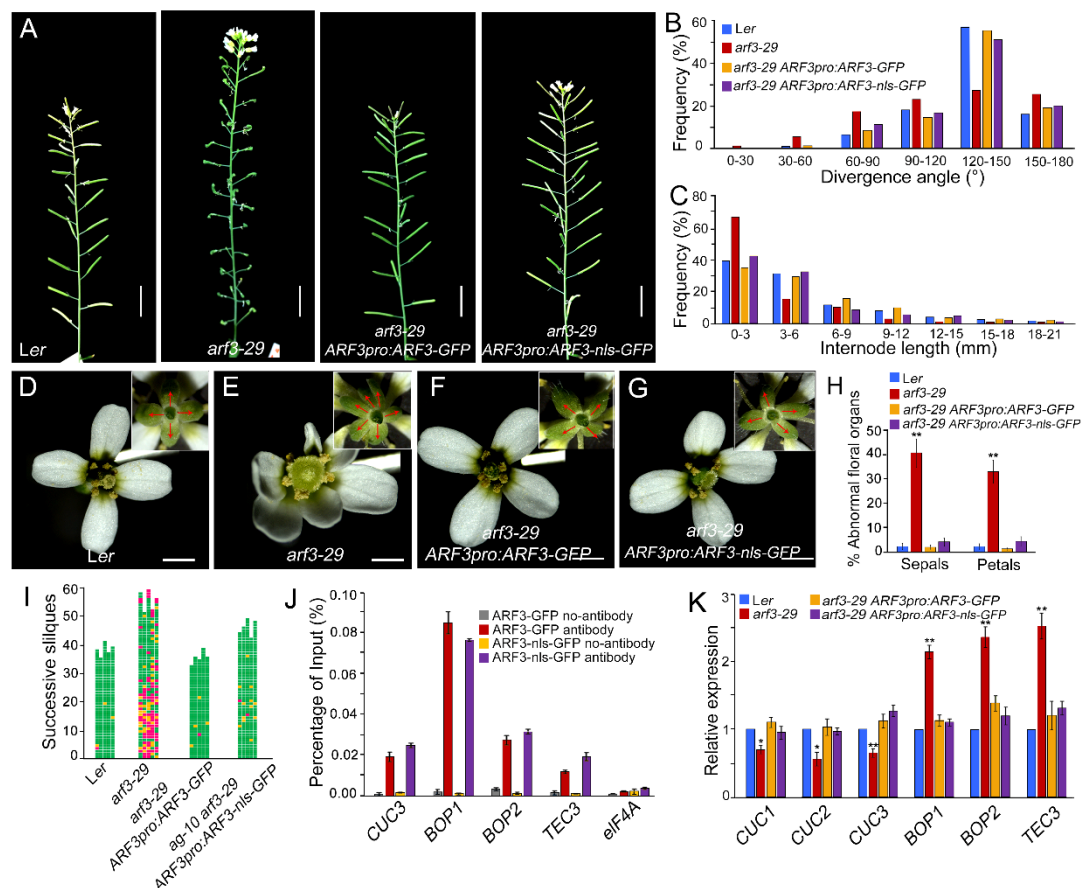 A
Ler
arf3-29
arf3-29
ARF3pro:ARF3-GFP
arf3-29
ARF3pro:ARF3-nls-GFP
B
Frequency (%)
60
40
20
0
Ler
arf3-29
arf3-29 ARF3pro:ARF3-GFP
arf3-29 ARF3pro:ARF3-nls-GFP
0-30 30-60 60-90 90-120 120-150 150-180
Divergence angle (°)
C
Frequency (%)
80
60
40
20
0
0-3 3-6 6-9 9-12 12-15 15-18 18-21
Internode length (mm)
D
Ler
E
arf3-29
F
arf3-29
ARF3pro:ARF3-GFP
G
arf3-29
ARF3pro:ARF3-nls-GFP
H
Ler
arf3-29
arf3-29 ARF3pro:ARF3-GFP
arf3-29 ARF3pro:ARF3-nls-GFP
% Abnormal floral organs
50
40
30
20
10
0
**
**
Sepals Petals
I
Successive slilques
60
50
40
30
20
10
0
Ler
arf3-29
arf3-29
ARF3pro:ARF3-GFP
ag-10 arf3-29
ARF3pro:ARF3-nls-GFP
J
Percentage of Input (%)
0.10
0.08
0.06
0.04
0.02
0.00
ARF3-GFP no-antibody
ARF3-GFP antibody
ARF3-nls-GFP no-antibody
ARF3-nls-GFP antibody
CUC3 BOP1 BOP2 TEC3 eIF4A
K
Relative expression
3
2
1
0
Ler
arf3-29
arf3-29 ARF3pro:ARF3-GFP
arf3-29 ARF3pro:ARF3-nls-GFP
*
*
**
**
**
**
CUC1 CUC2 CUC3 BOP1 BOP2 TEC3